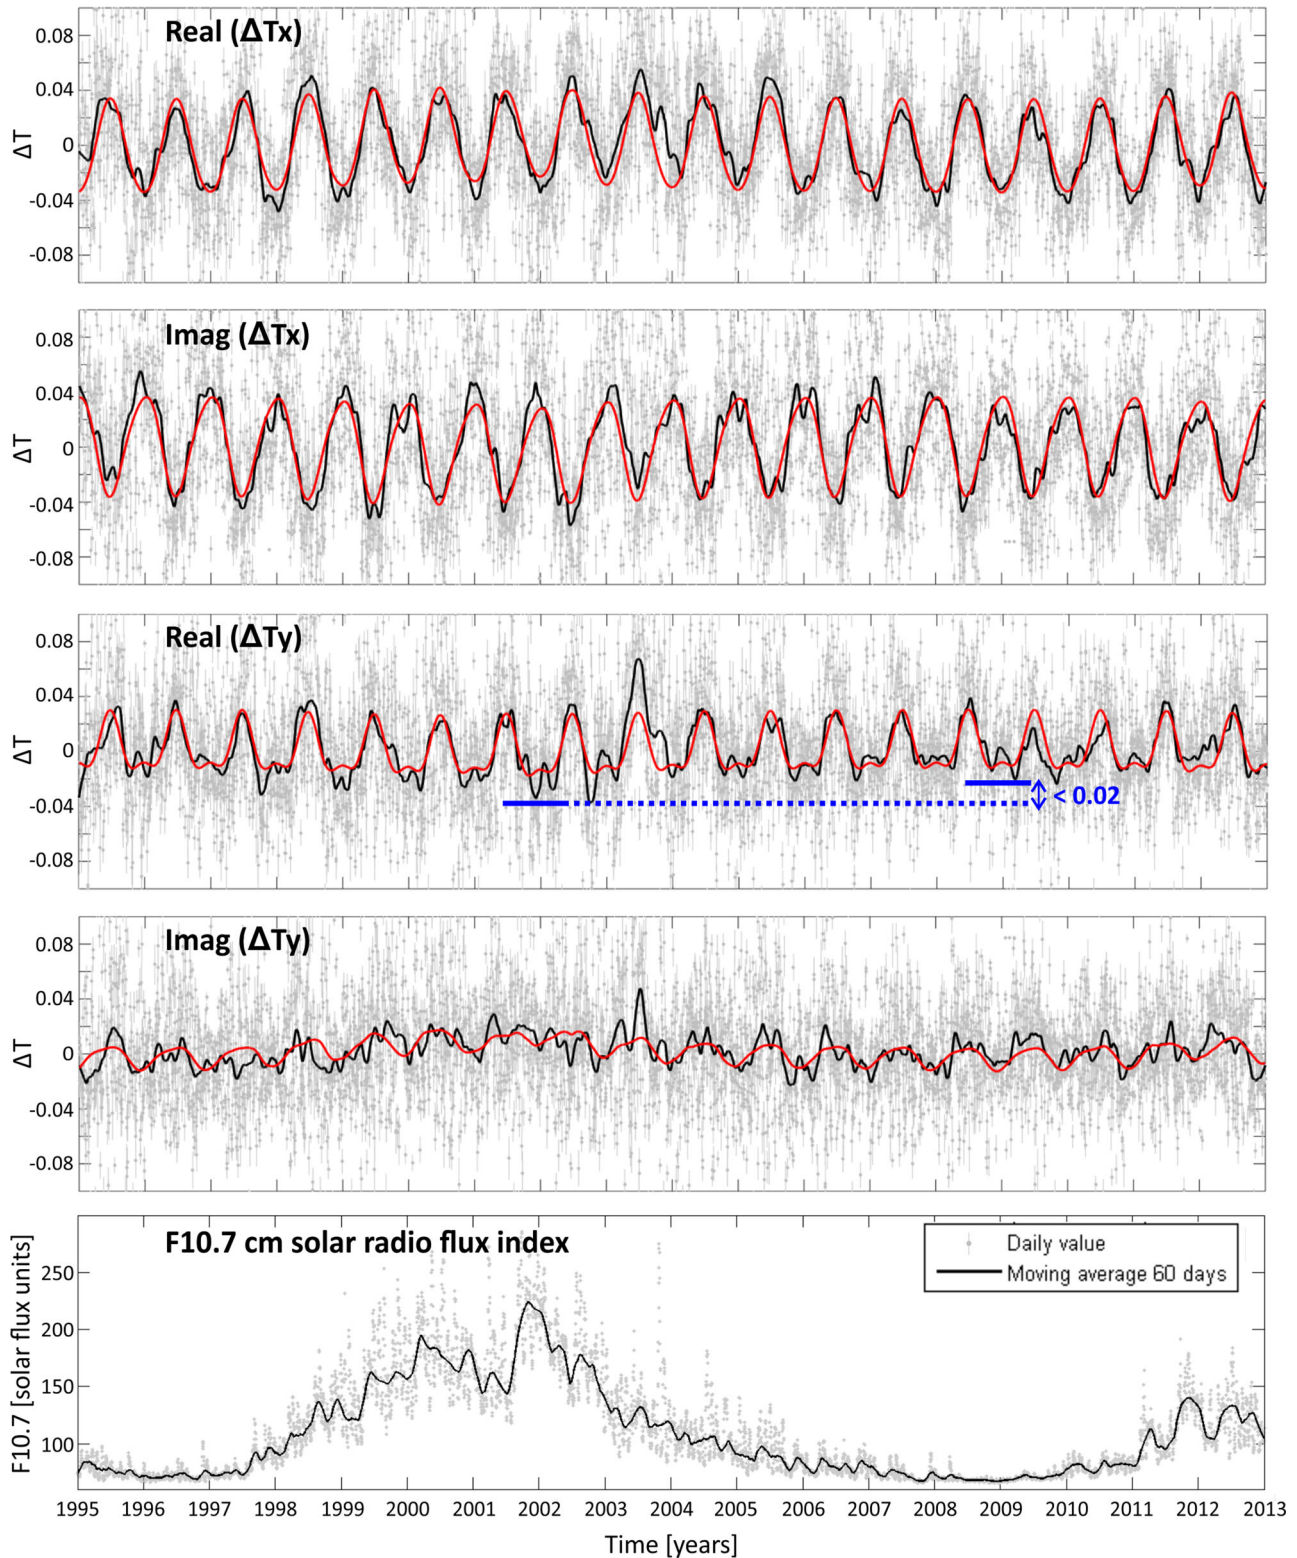 Real (ΔTx)
0.08
0.04
0
-0.04
-0.08
ΔT
Imag (ΔTx)
0.08
0.04
0
-0.04
-0.08
ΔT
Real (ΔTy)
0.08
0.04
0
-0.04
-0.08
ΔT
< 0.02
Imag (ΔTy)
0.08
0.04
0
-0.04
-0.08
ΔT
F10.7 cm solar radio flux index
Daily value
Moving average 60 days
250
200
150
100
F10.7 [solar flux units]
1995 1996 1997 1998 1999 2000 2001 2002 2003 2004 2005 2006 2007 2008 2009 2010 2011 2012 2013
Time [years]